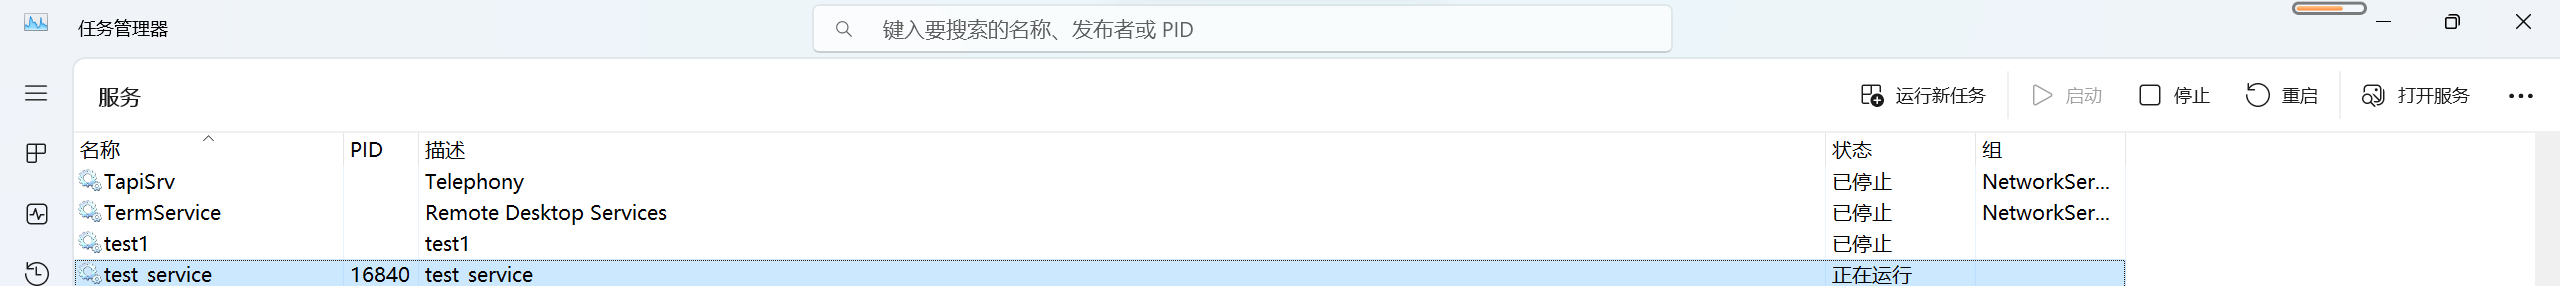 任务管理器
键入要搜索的名称、发布者或 PID
服务 运行新任务 启动 停止 重启 打开服务
名称 PID 描述 状态 组
TapiSrv Telephony 已停止 NetworkSer...
TermService Remote Desktop Services 已停止 NetworkSer...
test1 test1 已停止
test service 16840 test service 正在运行